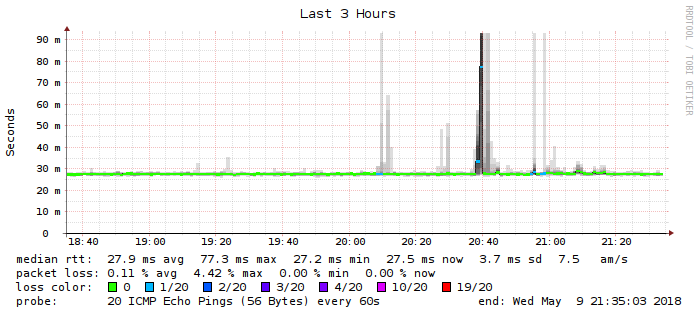 Last 3 Hours
RRDTOOL / TOBI OETIKER
Seconds
90 m
80 m
70 m
60 m
50 m
40 m
30 m
20 m
10 m
0
18:40 19:00 19:20 19:40 20:00 20:20 20:40 21:00 21:20
median rtt: 27.9 ms avg 77.3 ms max 27.2 ms min 27.5 ms now 3.7 ms sd 7.5 am/s
packet loss: 0.11 % avg 4.42 % max 0.00 % min 0.00 % now
loss color: 0 1/20 2/20 3/20 4/20 10/20 19/20
probe: 20 ICMP Echo Pings (56 Bytes) every 60s end: Wed May 9 21:35:03 2018